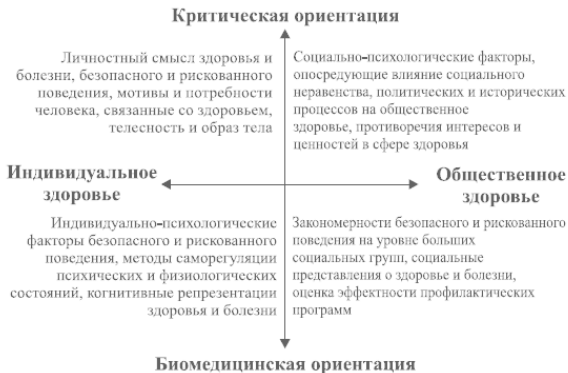 Критическая ориентация
Личностный смысл здоровья и
болезни, безопасного и рискованного
поведения, мотивы и потребности
человека, связанные со здоровьем,
телесность и образ тела
Социально-психологические факторы,
опосредующие влияние социального
неравенства, политических и исторических
процессов на общественное
здоровье, противоречия интересов и
ценностей в сфере здоровья
Индивидуальное
здоровье
Общественное
здоровье
Индивидуально-психологические
факторы безопасного и рискованного
поведения, методы саморегуляции
психических и физиологических
состояний, когнитивные репрезентации
здоровья и болезни
Закономерности безопасного и рискованного
поведения на уровне больших
социальных групп, социальные
представления о здоровье и болезни,
оценка эффектности профилактических
программ
Биомедицинская ориентация